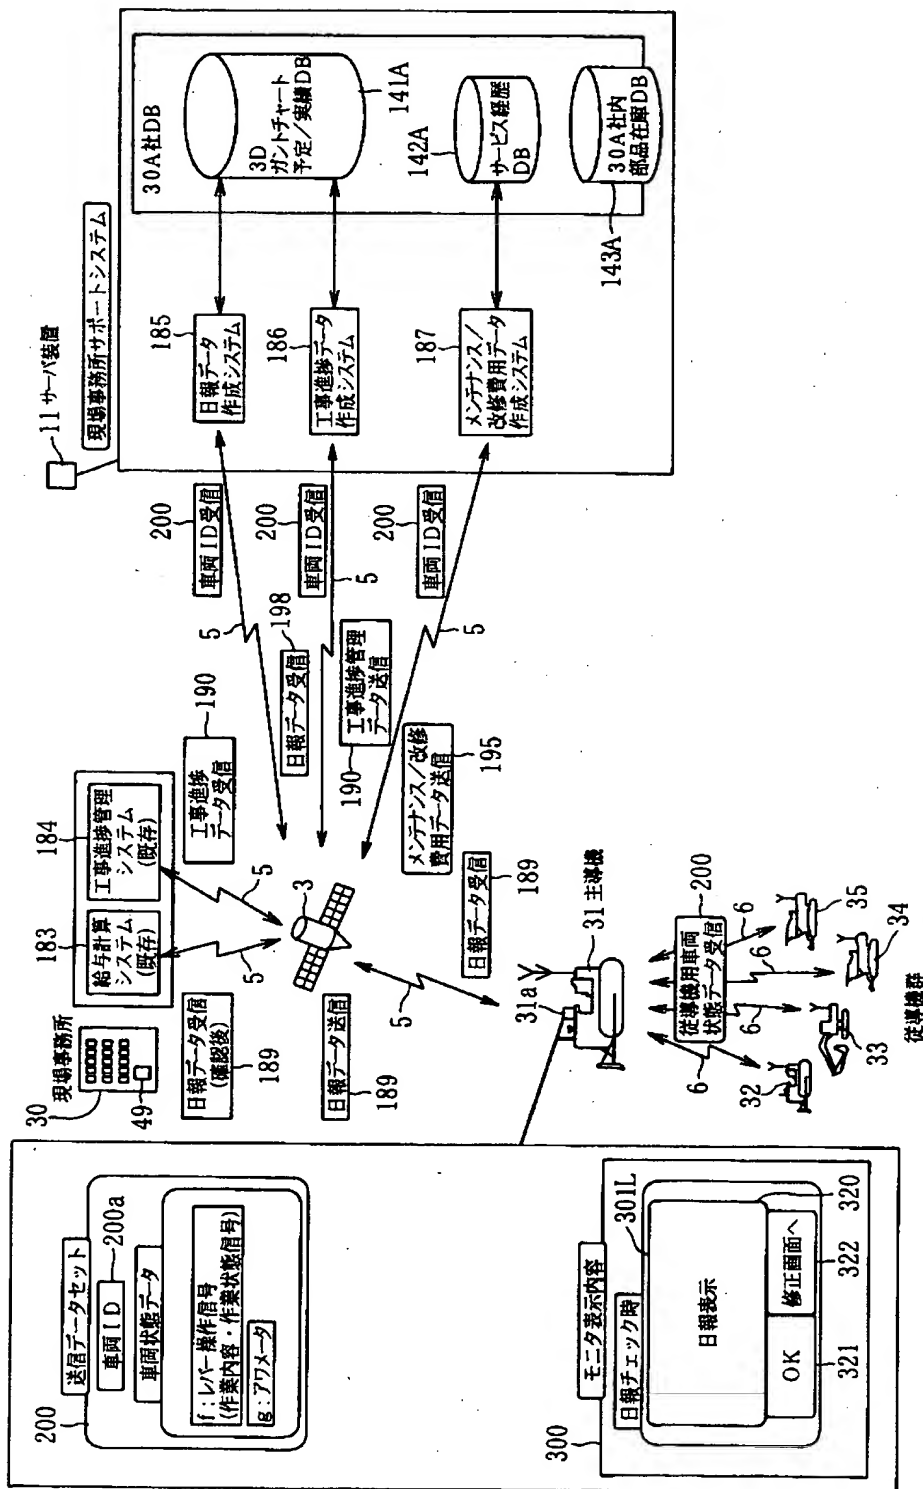 送信データセット
200
車両ID
200a
車両状態データ
f：レバー操作信号
(作業内容・作業状態信号)
g：アワメータ
モニタ表示内容
300
日報チェック時
301L
日報表示
320
OK
修正画面へ
321
322
現場事務所
30
49
183
給与計算
システム
(既存)
184
工事進捗管理
システム
(既存)
日報データ受信
(確認後)
189
工事進捗
データ受信
190
5
5
3
日報データ送信
189
5
日報データ受信
189
31a
31 主導機
従導機用車両
状態データ受信
200
6
6
6
6
32
33
34
35
従導機群
日報データ受信
198
工事進捗管理
データ送信
190
メンテナンス/改修
費用データ送信
195
5
5
5
200
車両ID受信
200
車両ID受信
200
車両ID受信
11 サーバ装置
現場事務所サポートシステム
185
日報データ
作成システム
186
工事進捗データ
作成システム
187
メンテナンス/
改修費用データ
作成システム
30A社DB
3D
ガントチャート
予定/実績DB
141A
142A
サービス経歴
DB
30A社内
部品在庫DB
143A